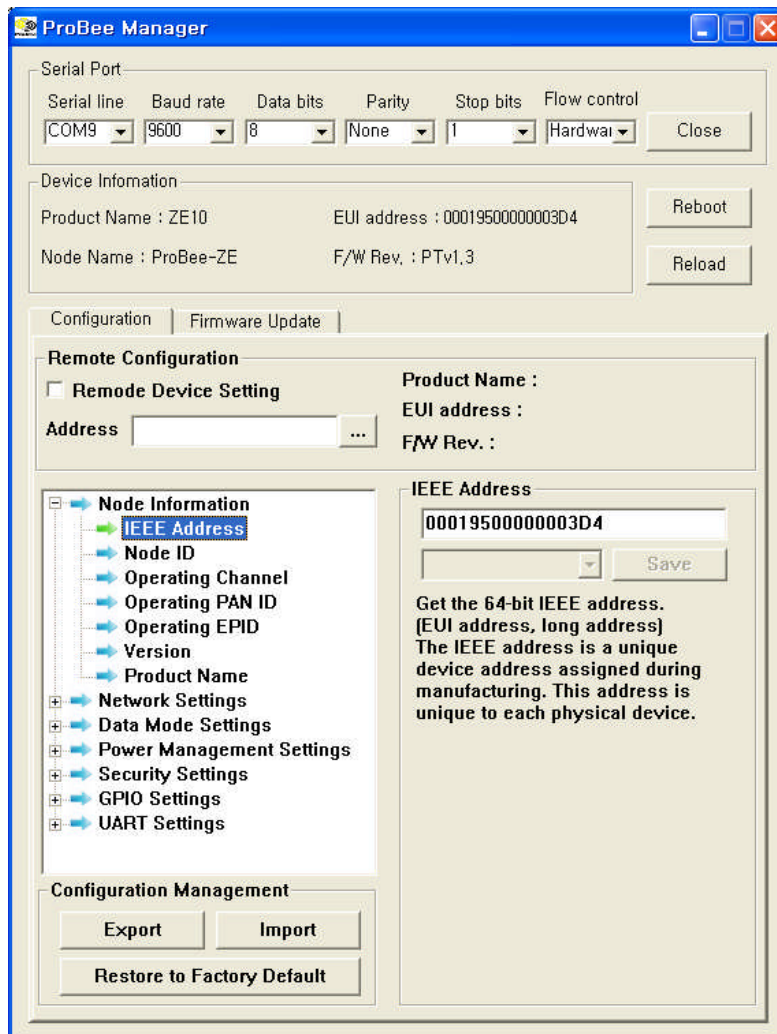 ProBee Manager
Serial Port
Serial line Baud rate Data bits Parity Stop bits Flow control
COM9 9600 8 None 1 Hardwar Close
Device Infomation
Product Name : ZE10 EUI address : 00019500000003D4
Node Name : ProBee-ZE F/W Rev. : PTv1.3
Reboot
Reload
Configuration Firmware Update
Remote Configuration
Remode Device Setting
Address ...
Product Name :
EUI address :
F/W Rev. :
Node Information
IEEE Address
Node ID
Operating Channel
Operating PAN ID
Operating EPID
Version
Product Name
Network Settings
Data Mode Settings
Power Management Settings
Security Settings
GPIO Settings
UART Settings
IEEE Address
00019500000003D4
Save
Get the 64-bit IEEE address.
(EUI address, long address)
The IEEE address is a unique
device address assigned during
manufacturing. This address is
unique to each physical device.
Configuration Management
Export Import
Restore to Factory Default